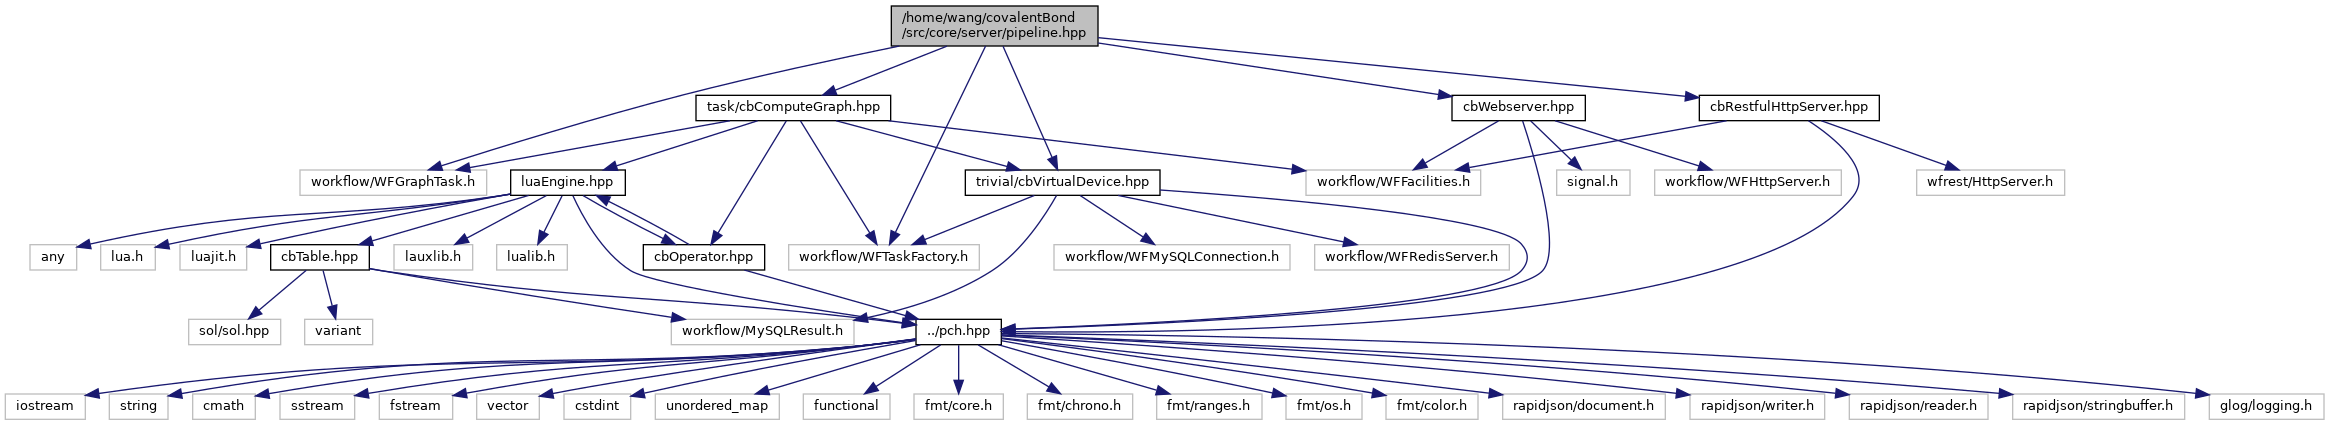 /home/wang/covalentBond
/src/core/server/pipeline.hpp
task/cbComputeGraph.hpp
cbWebserver.hpp
cbRestfulHttpServer.hpp
workflow/WFGraphTask.h
luaEngine.hpp
trivial/cbVirtualDevice.hpp
workflow/WFFacilities.h
signal.h
workflow/WFHttpServer.h
wfrest/HttpServer.h
any
lua.h
luajit.h
cbTable.hpp
lauxlib.h
lualib.h
cbOperator.hpp
workflow/WFTaskFactory.h
workflow/WFMySQLConnection.h
workflow/WFRedisServer.h
sol/sol.hpp
variant
workflow/MySQLResult.h
../pch.hpp
iostream
string
cmath
sstream
fstream
vector
cstdint
unordered_map
functional
fmt/core.h
fmt/chrono.h
fmt/ranges.h
fmt/os.h
fmt/color.h
rapidjson/document.h
rapidjson/writer.h
rapidjson/reader.h
rapidjson/stringbuffer.h
glog/logging.h